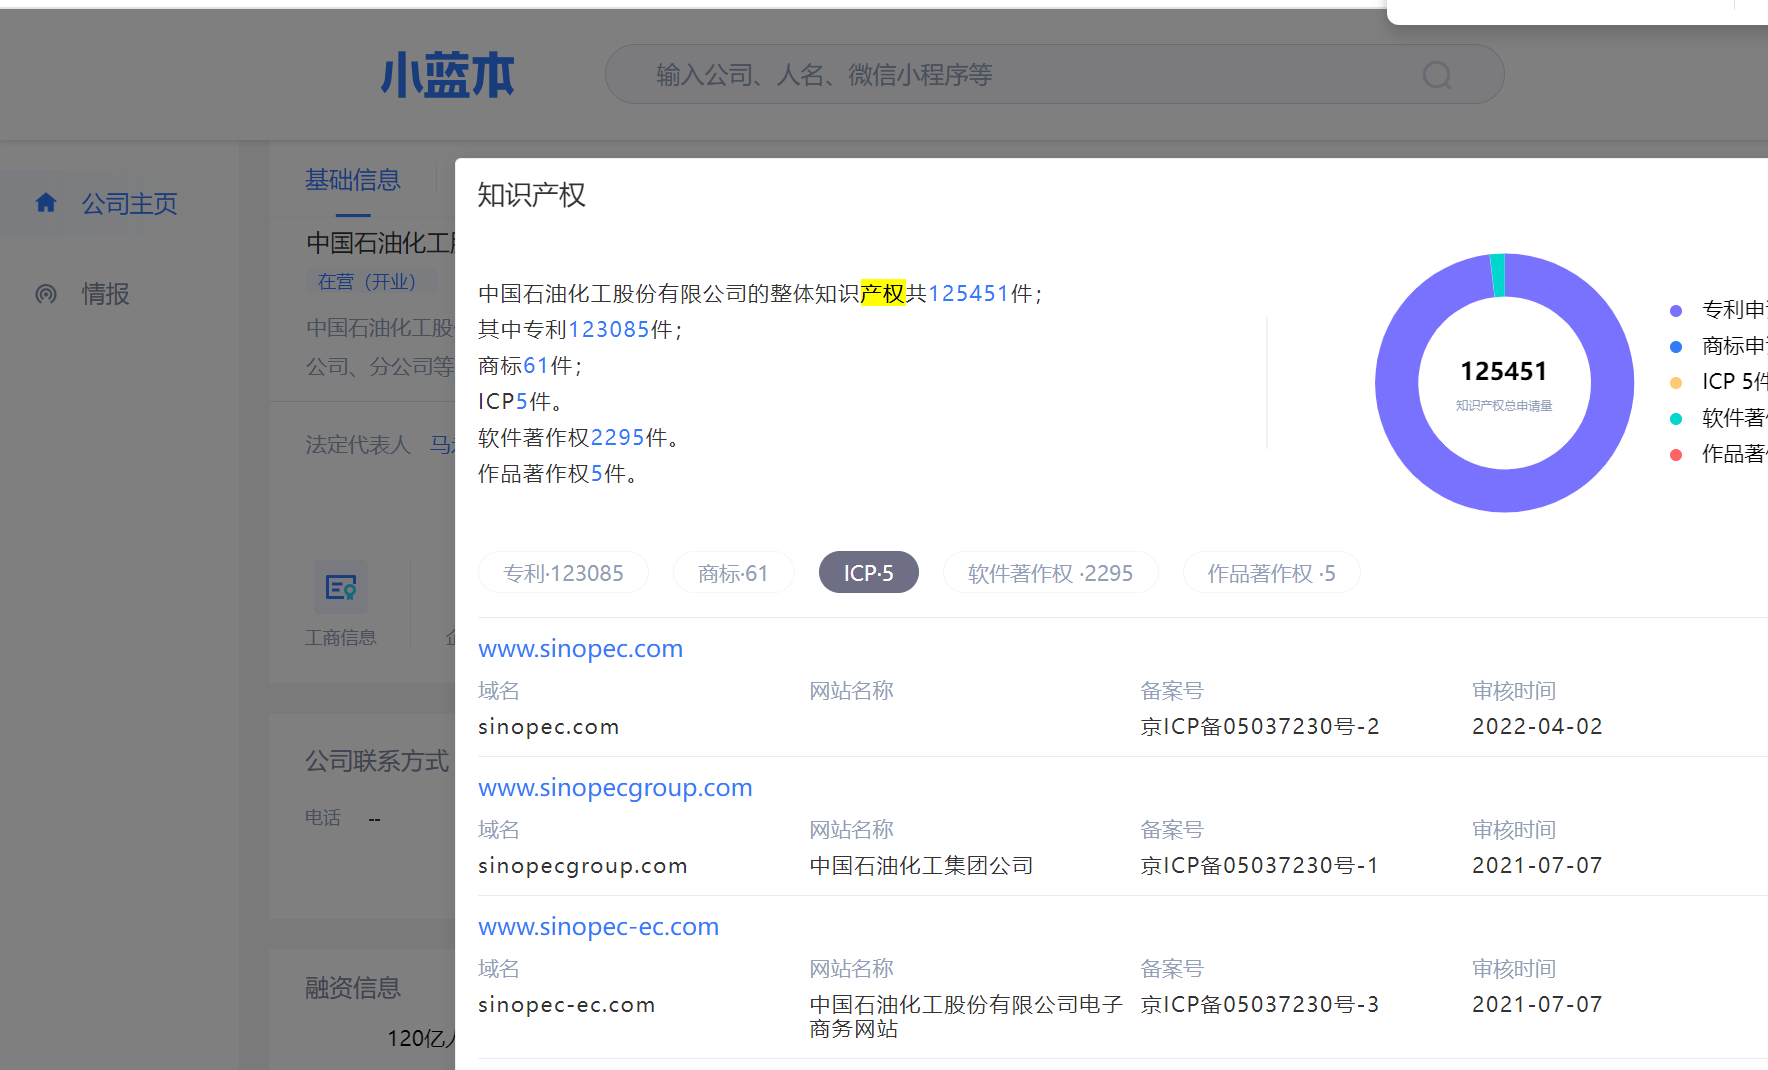 小蓝本
输入公司、人名、微信小程序等
公司主页
情报
基础信息
中国石油化工
在营（开业）
中国石油化工股
公司、分公司等
法定代表人
工商信息
公司联系方式
电话 --
融资信息
120亿
知识产权
中国石油化工股份有限公司的整体知识产权共125451件；
其中专利123085件；
商标61件；
ICP5件。
软件著作权2295件。
作品著作权5件。
125451
知识产权总申请量
专利申
商标申
ICP 5件
软件著
作品著
专利·123085 商标·61 ICP·5 软件著作权 ·2295 作品著作权 ·5
www.sinopec.com
域名 网站名称 备案号 审核时间
sinopec.com 京ICP备05037230号-2 2022-04-02
www.sinopecgroup.com
域名 网站名称 备案号 审核时间
sinopecgroup.com 中国石油化工集团公司 京ICP备05037230号-1 2021-07-07
www.sinopec-ec.com
域名 网站名称 备案号 审核时间
sinopec-ec.com 中国石油化工股份有限公司电子 京ICP备05037230号-3 2021-07-07
商务网站